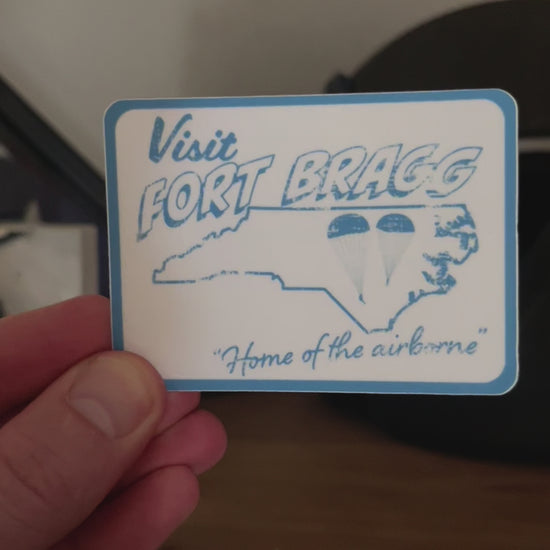 Visit
FORT BRAGG
"Home of the airborne"